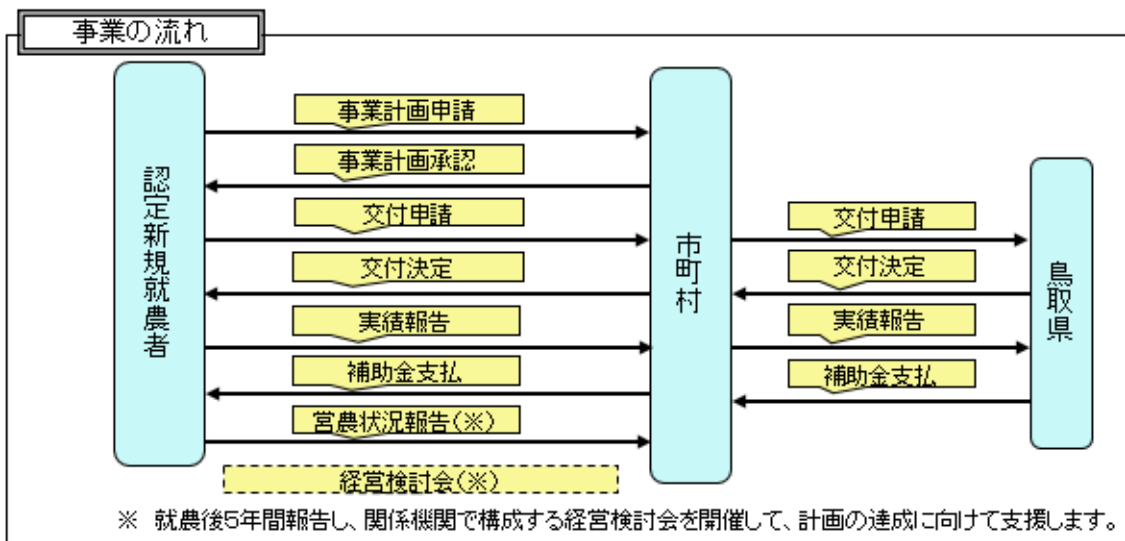 事業の流れ
認定新規就農者
市町村
鳥取県
事業計画申請
事業計画承認
交付申請
交付決定
実績報告
補助金支払
営農状況報告(※)
経営検討会(※)
交付申請
交付決定
実績報告
補助金支払
※ 就農後5年間報告し、関係機関で構成する経営検討会を開催して、計画の達成に向けて支援します。